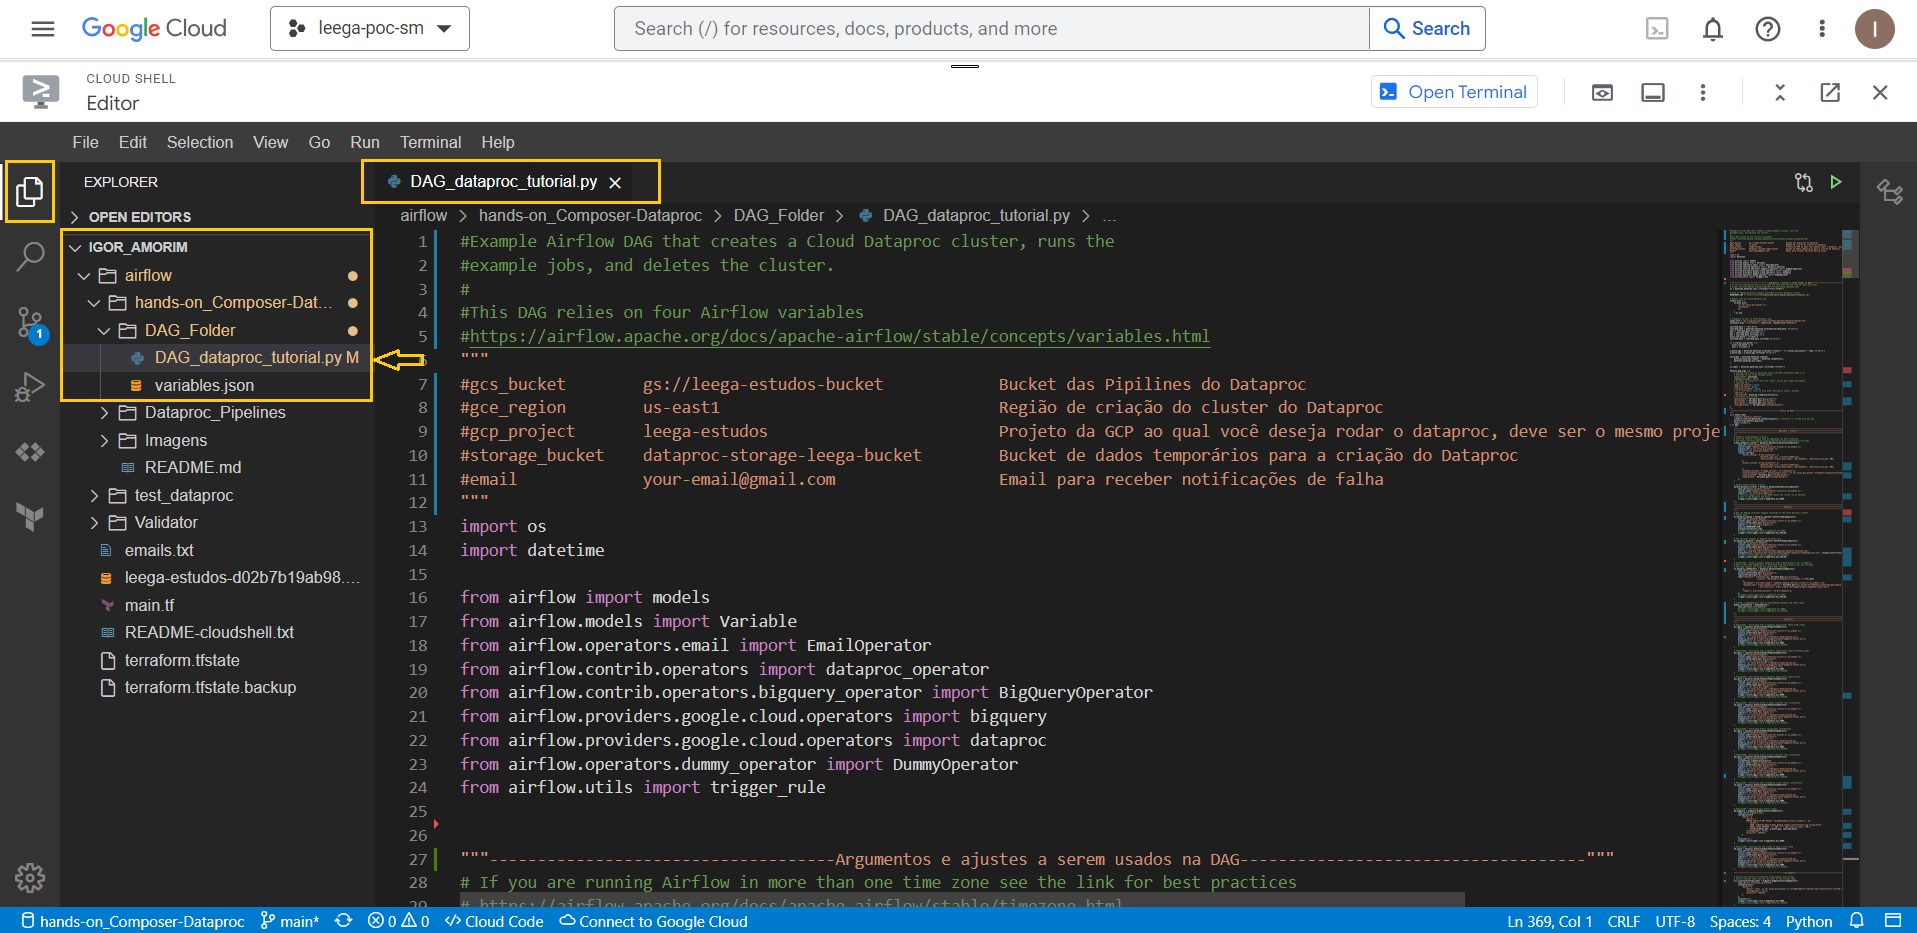 Google Cloud
leega-poc-sm
Search (/) for resources, docs, products, and more
Search
I
CLOUD SHELL
Editor
Open Terminal
File Edit Selection View Go Run Terminal Help
EXPLORER
OPEN EDITORS
IGOR_AMORIM
airflow
hands-on_Composer-Dat...
DAG_Folder
DAG_dataproc_tutorial.py M
variables.json
Dataproc_Pipelines
Imagens
README.md
test_dataproc
Validator
emails.txt
leega-estudos-d02b7b19ab98....
main.tf
README-cloudshell.txt
terraform.tfstate
terraform.tfstate.backup
1
DAG_dataproc_tutorial.py
airflow > hands-on_Composer-Dataproc > DAG_Folder > DAG_dataproc_tutorial.py > ...
1 #Example Airflow DAG that creates a Cloud Dataproc cluster, runs the
2 #example jobs, and deletes the cluster.
3 #
4 #This DAG relies on four Airflow variables
5 #https://airflow.apache.org/docs/apache-airflow/stable/concepts/variables.html
6 """
7 #gcs_bucket gs://leega-estudos-bucket Bucket das Pipilines do Dataproc
8 #gce_region us-east1 Região de criação do cluster do Dataproc
9 #gcp_project leega-estudos Projeto da GCP ao qual você deseja rodar o dataproc, deve ser o mesmo proje
10 #storage_bucket dataproc-storage-leega-bucket Bucket de dados temporários para a criação do Dataproc
11 #email your-email@gmail.com Email para receber notificações de falha
12 """
13 import os
14 import datetime
15
16 from airflow import models
17 from airflow.models import Variable
18 from airflow.operators.email import EmailOperator
19 from airflow.contrib.operators import dataproc_operator
20 from airflow.contrib.operators.bigquery_operator import BigQueryOperator
21 from airflow.providers.google.cloud.operators import bigquery
22 from airflow.providers.google.cloud.operators import dataproc
23 from airflow.operators.dummy_operator import DummyOperator
24 from airflow.utils import trigger_rule
25
26
27 """------------------------------------Argumentos e ajustes a serem usados na DAG------------------------------------"""
28 # If you are running Airflow in more than one time zone see the link for best practices
29 # https://airflow.apache.org/docs/apache-airflow/stable/timezone.html
hands-on_Composer-Dataproc main* 0 0 Cloud Code Connect to Google Cloud Ln 369, Col 1 CRLF UTF-8 Spaces: 4 Python